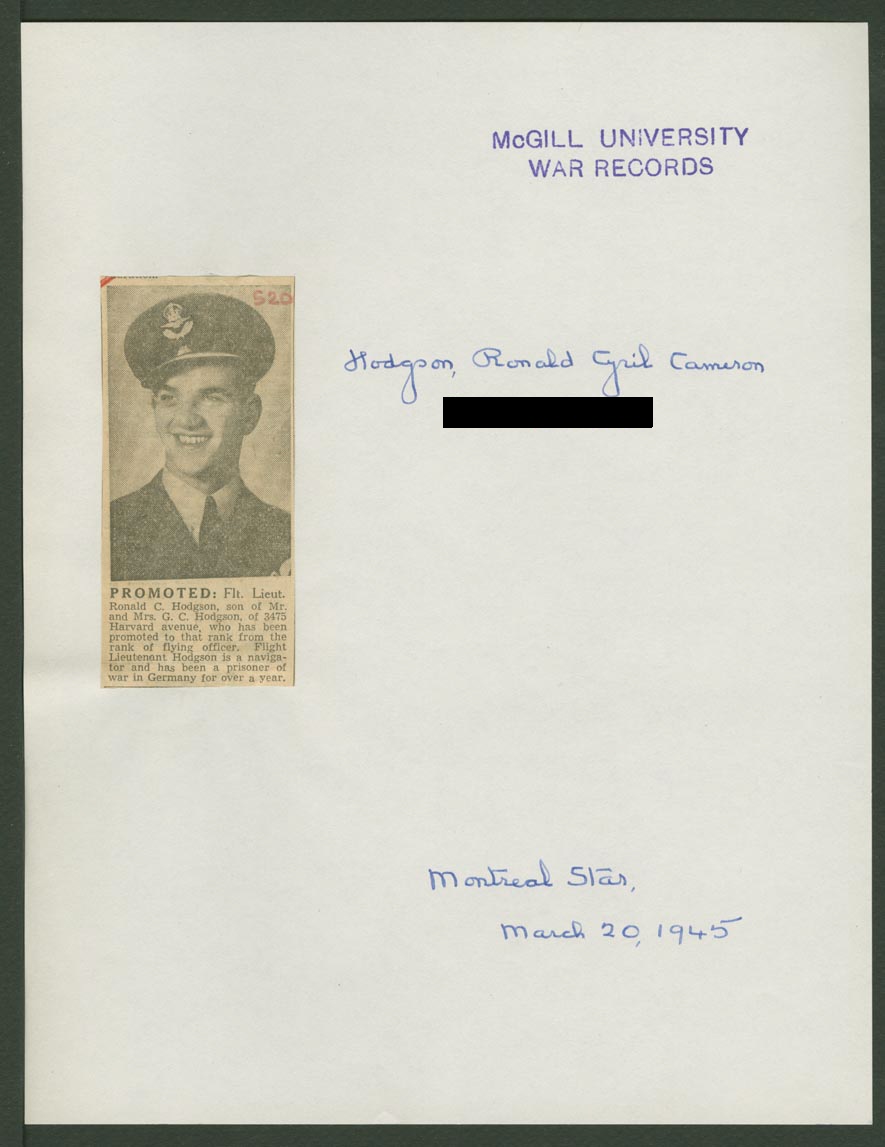 McGILL UNIVERSITY
WAR RECORDS
S20
Hodgson, Ronald Cyril Cameron
PROMOTED: Flt. Lieut.
Ronald C. Hodgson, son of Mr.
and Mrs. G. C. Hodgson, of 3475
Harvard avenue, who has been
promoted to that rank from the
rank of flying officer. Flight
Lieutenant Hodgson is a naviga-
tor and has been a prisoner of
war in Germany for over a year.
Montreal Star,
March 20, 1945